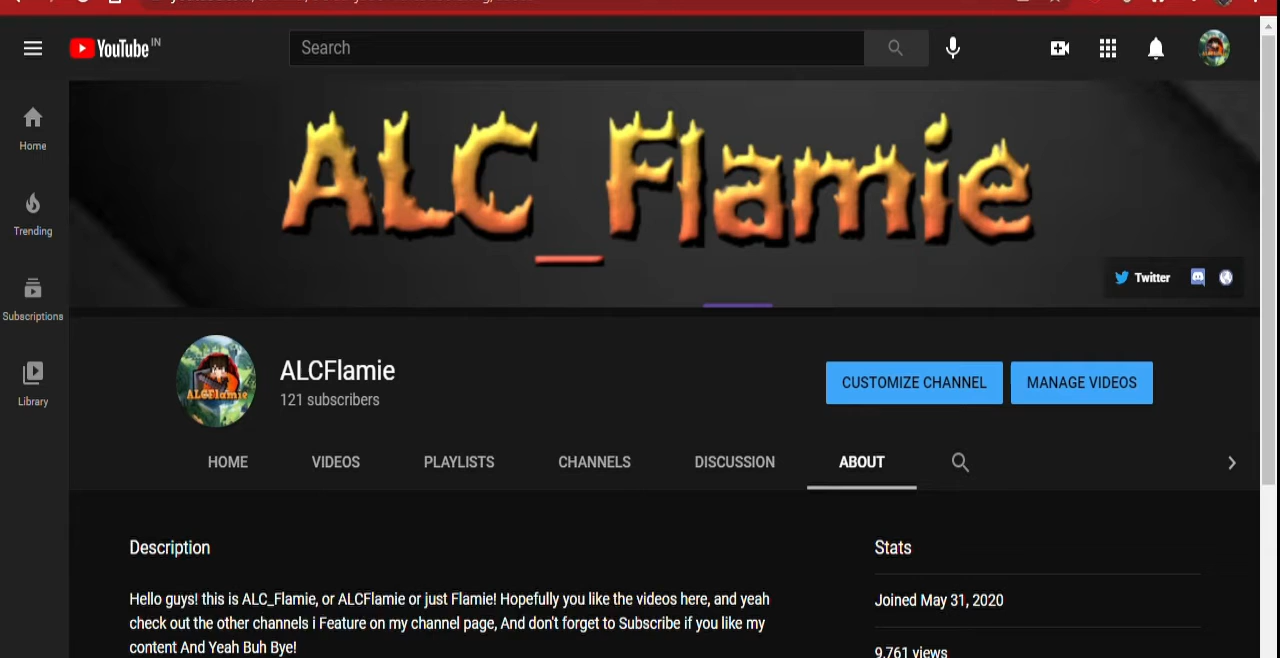 YouTube IN
Search
Home
Trending
Subscriptions
Library
ALC_Flamie
Twitter
ALCFlamie
ALCFlamie
121 subscribers
CUSTOMIZE CHANNEL
MANAGE VIDEOS
HOME VIDEOS PLAYLISTS CHANNELS DISCUSSION ABOUT
Description
Hello guys! this is ALC_Flamie, or ALCFlamie or just Flamie! Hopefully you like the videos here, and yeah
check out the other channels i Feature on my channel page, And don't forget to Subscribe if you like my
content And Yeah Buh Bye!
Stats
Joined May 31, 2020
9,761 views